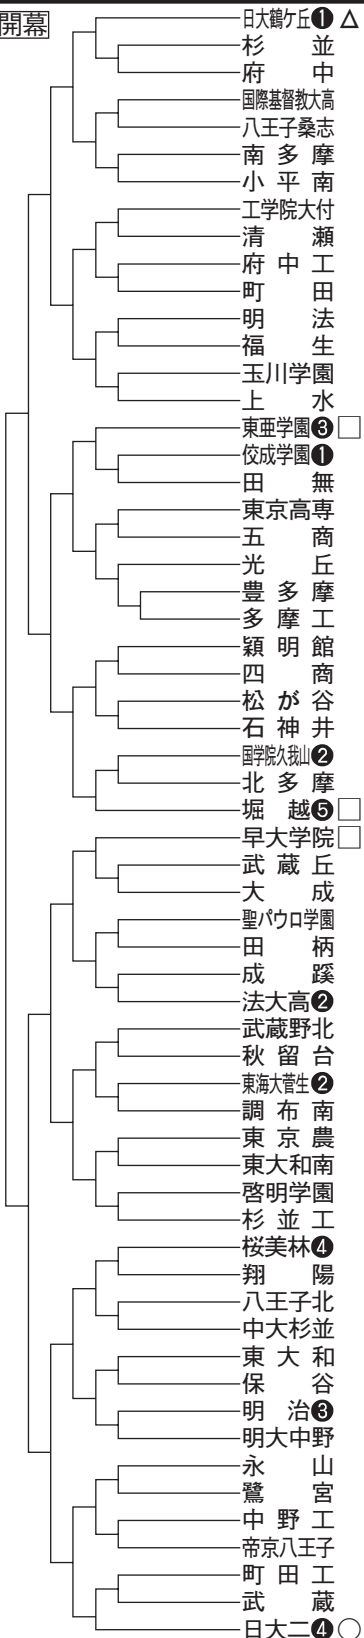 開幕
日大鶴ケ丘❶ △
杉並
府中
国際基督教大高
八王子桑志
南多摩
小平南
工学院大付
清瀬
府中工
町田
明法
福生
玉川学園
上水
東亜学園❸ □
佼成学園❶
田無
東京高専
五商
光丘
豊多摩
多摩工
穎明館
四商
松が谷
石神井
国学院久我山❷
北多摩
堀越❺ □
早大学院 □
武蔵丘
大成
聖パウロ学園
田柄
成蹊
法大高❷
武蔵野北
秋留台
東海大菅生❷
調布南
東京農
東大和南
啓明学園
杉並工
桜美林❹
翔陽
八王子北
中大杉並
東大和
保谷
明治❸
明大中野
永山
鷺宮
中野工
帝京八王子
町田工
武蔵
日大二❹ ○